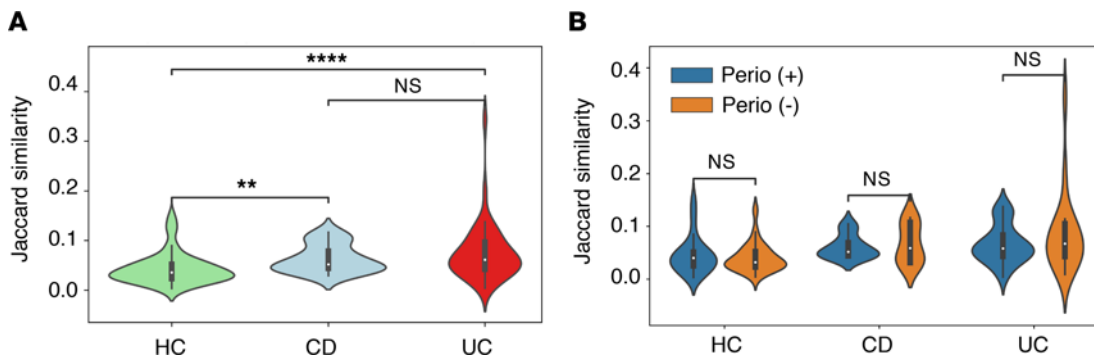 A
Jaccard similarity
0.4
0.3
0.2
0.1
0.0
****
NS
**
HC CD UC
B
Jaccard similarity
0.4
0.3
0.2
0.1
0.0
Perio (+)
Perio (-)
NS
NS
NS
HC CD UC